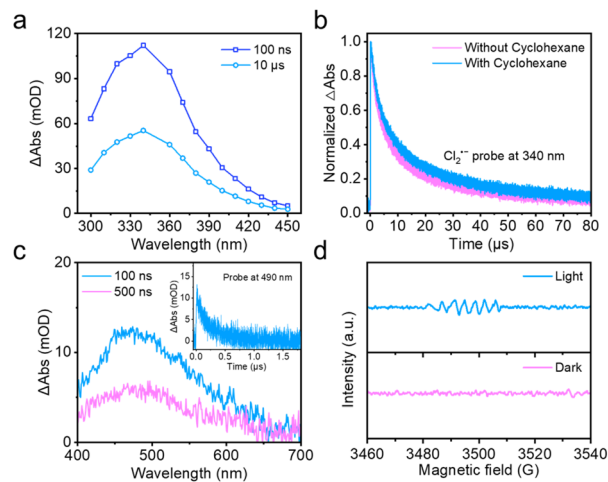 a
120
90
60
30
0
ΔAbs (mOD)
100 ns
10 μs
300 330 360 390 420 450
Wavelength (nm)
b
1.0
0.8
0.6
0.4
0.2
0.0
Normalized △Abs
Without Cyclohexane
With Cyclohexane
Cl₂•− probe at 340 nm
0 10 20 30 40 50 60 70 80
Time (μs)
c
20
10
0
ΔAbs (mOD)
100 ns
500 ns
15
10
5
0
ΔAbs (mOD)
Probe at 490 nm
0.0 0.5 1.0 1.5
Time (μs)
400 500 600 700
Wavelength (nm)
d
Intensity (a.u.)
Light
Dark
3460 3480 3500 3520 3540
Magnetic field (G)